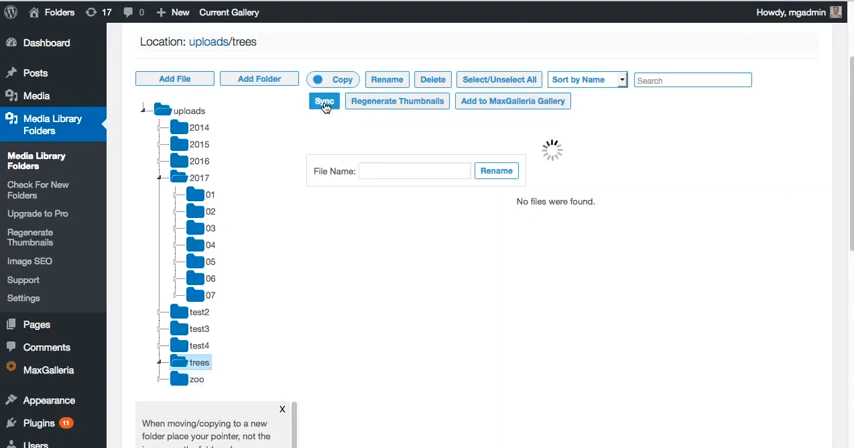 Folders 17 0 New Current Gallery Howdy, mgadmin
Dashboard
Posts
Media
Media Library
Folders
Media Library
Folders
Check For New
Folders
Upgrade to Pro
Regenerate
Thumbnails
Image SEO
Support
Settings
Pages
Comments
MaxGalleria
Appearance
Plugins 11
Users
Location: uploads/trees
Add File Add Folder Copy Rename Delete Select/Unselect All Sort by Name Search
Sync Regenerate Thumbnails Add to MaxGalleria Gallery
uploads
2014
2015
2016
2017
01
02
03
04
05
06
07
test2
test3
test4
trees
zoo
File Name: Rename
No files were found.
X
When moving/copying to a new
folder place your pointer, not the